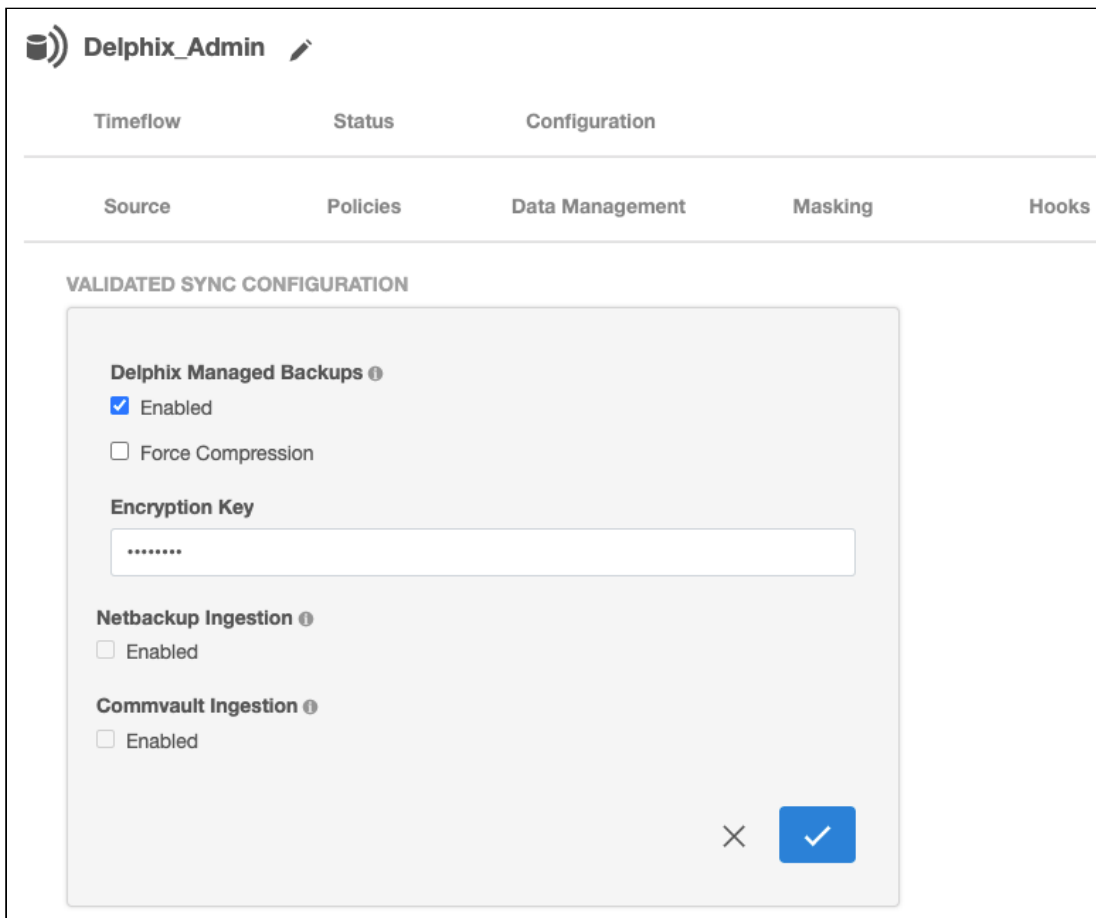 Delphix_Admin
Timeflow Status Configuration
Source Policies Data Management Masking Hooks
VALIDATED SYNC CONFIGURATION
Delphix Managed Backups
Enabled
Force Compression
Encryption Key
••••••••
Netbackup Ingestion
Enabled
Commvault Ingestion
Enabled